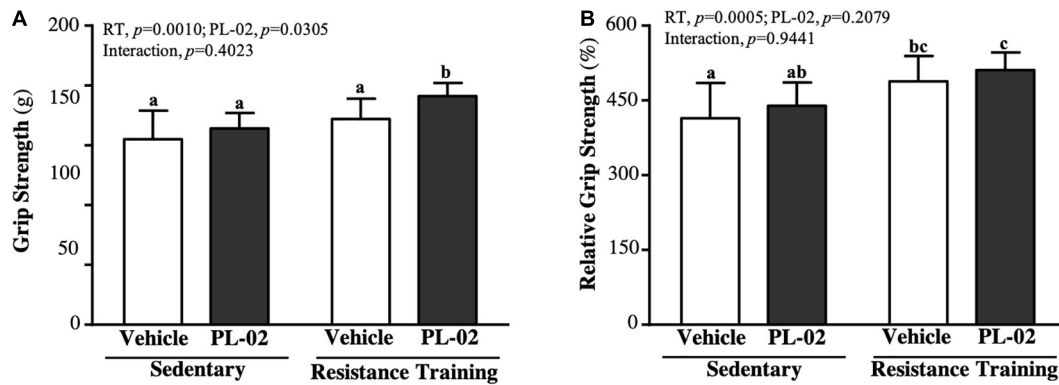 A
RT, p=0.0010; PL-02, p=0.0305
Interaction, p=0.4023
Grip Strength (g)
200
150
100
50
0
a
a
a
b
Vehicle PL-02 Vehicle PL-02
Sedentary Resistance Training
B
RT, p=0.0005; PL-02, p=0.2079
Interaction, p=0.9441
Relative Grip Strength (%)
600
450
300
150
0
a
ab
bc
c
Vehicle PL-02 Vehicle PL-02
Sedentary Resistance Training